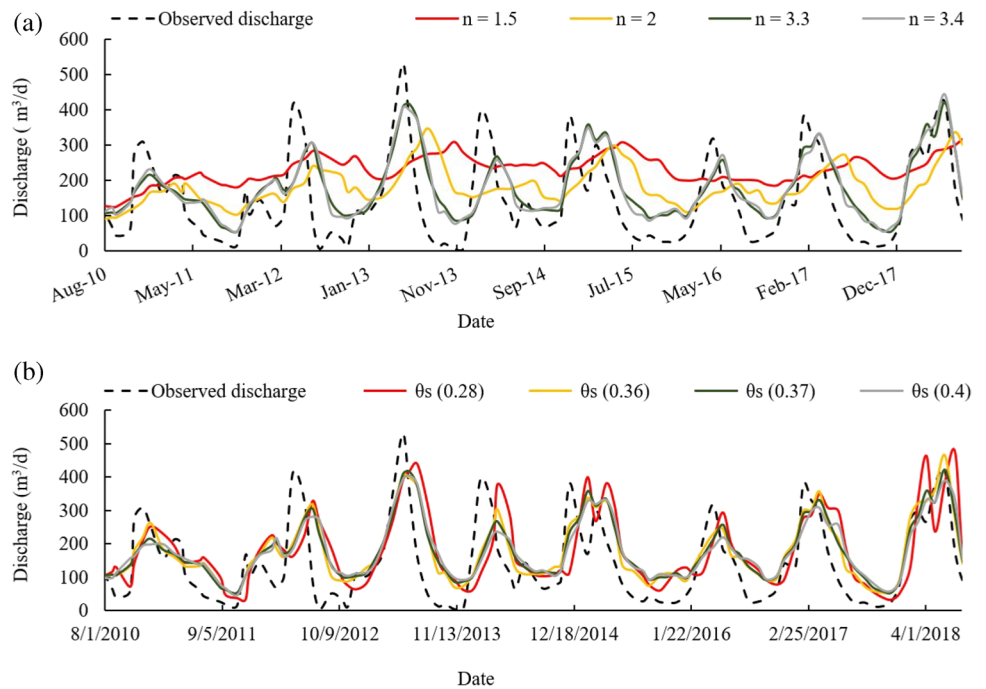 (a)
Observed discharge n = 1.5 n = 2 n = 3.3 n = 3.4
Discharge ( m³/d)
600
500
400
300
200
100
0
Aug-10 May-11 Mar-12 Jan-13 Nov-13 Sep-14 Jul-15 May-16 Feb-17 Dec-17
Date
(b)
Observed discharge θs (0.28) θs (0.36) θs (0.37) θs (0.4)
Discharge (m³/d)
600
500
400
300
200
100
0
8/1/2010 9/5/2011 10/9/2012 11/13/2013 12/18/2014 1/22/2016 2/25/2017 4/1/2018
Date